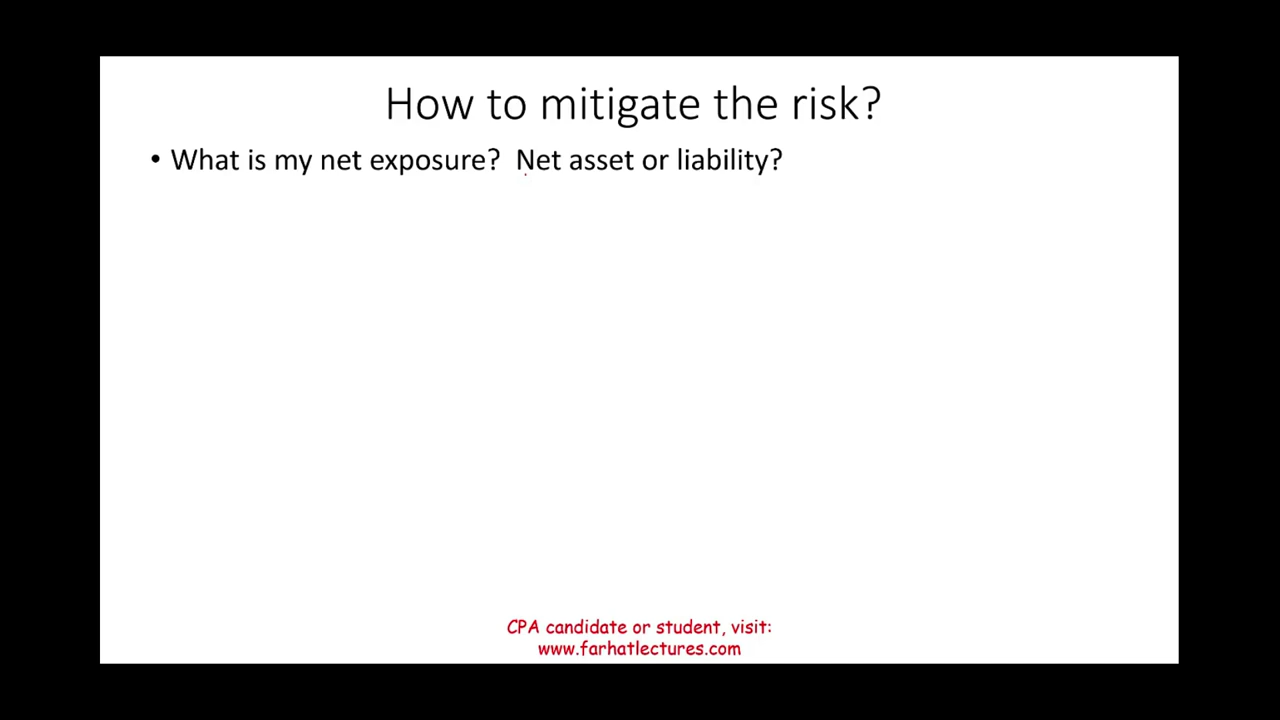 How to mitigate the risk?
• What is my net exposure?  Net asset or liability?
CPA candidate or student, visit:
www.farhatlectures.com